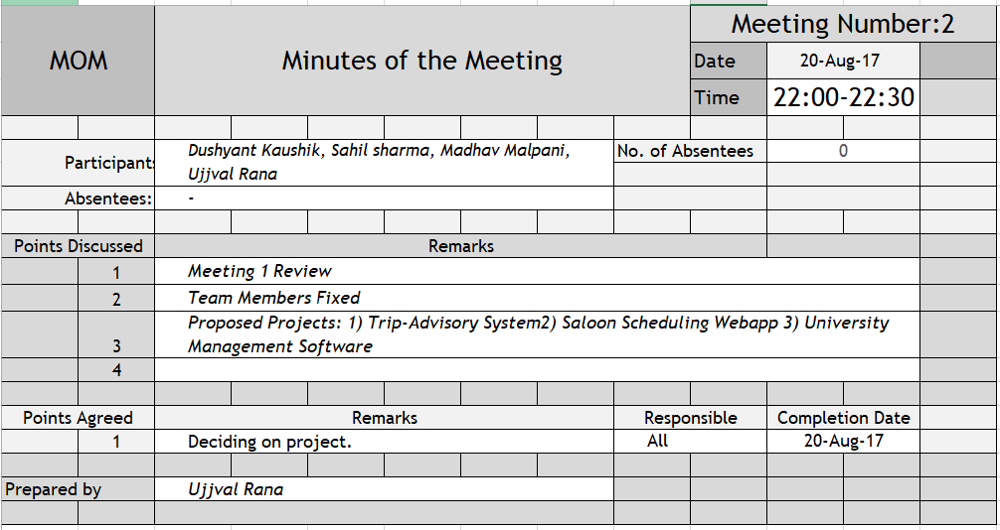 Meeting Number:2
MOM
Minutes of the Meeting
Date
20-Aug-17
Time
22:00-22:30
Participants
Dushyant Kaushik, Sahil sharma, Madhav Malpani,
Ujjval Rana
No. of Absentees
0
Absentees:
-
Points Discussed
Remarks
1
Meeting 1 Review
2
Team Members Fixed
3
Proposed Projects: 1) Trip-Advisory System2) Saloon Scheduling Webapp 3) University
Management Software
4
Points Agreed
Remarks
Responsible
Completion Date
1
Deciding on project.
All
20-Aug-17
Prepared by
Ujjval Rana